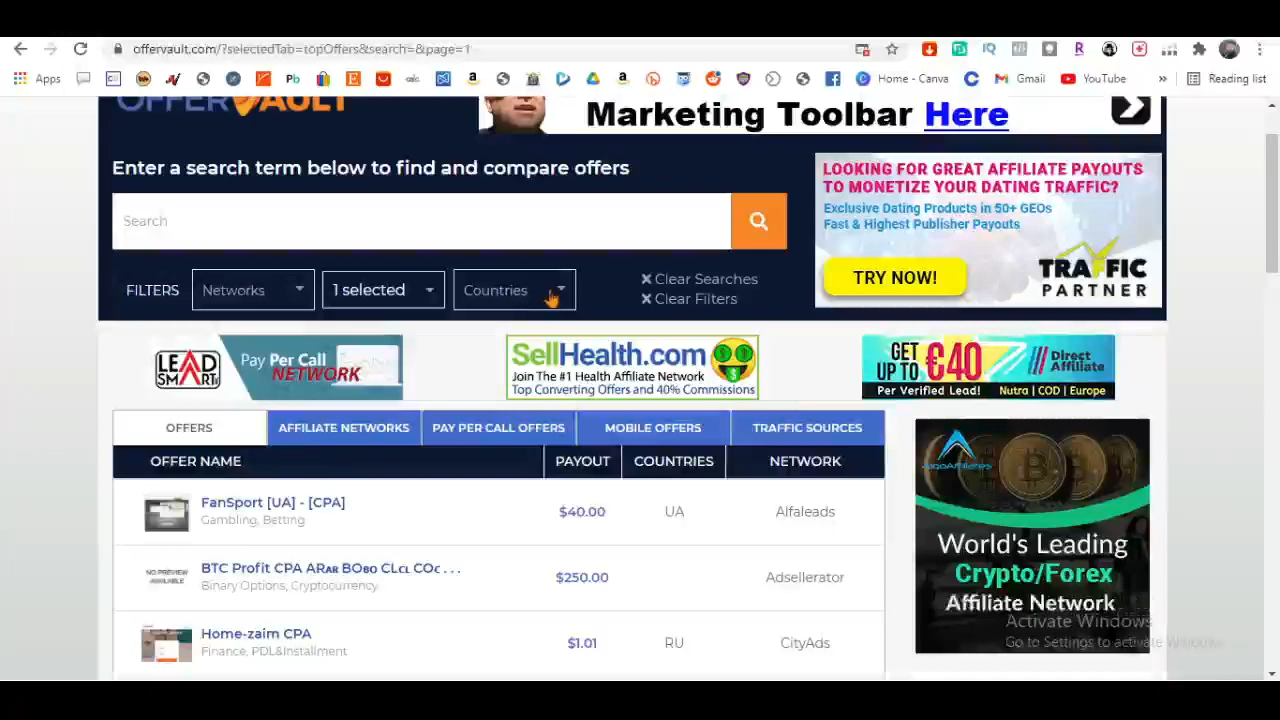 offervault.com/?selectedTab=topOffers&search=&page=1
Apps
Pb
R
Home - Canva
Gmail
YouTube
»
Reading list
OFFERVAULT
Marketing Toolbar Here
Enter a search term below to find and compare offers
Search
FILTERS
Networks
1 selected
Countries
Clear Searches
Clear Filters
LOOKING FOR GREAT AFFILIATE PAYOUTS
TO MONETIZE YOUR DATING TRAFFIC?
Exclusive Dating Products in 50+ GEOs
Fast & Highest Publisher Payouts
TRY NOW!
TRAFFIC
PARTNER
LEAD
SMART
Pay Per Call
NETWORK
SellHealth.com
Join The #1 Health Affiliate Network
Top Converting Offers and 40% Commissions
GET
UP TO €40
Per Verified Lead!
Direct
Affiliate
Nutra | COD | Europe
OFFERS
AFFILIATE NETWORKS
PAY PER CALL OFFERS
MOBILE OFFERS
TRAFFIC SOURCES
OFFER NAME
PAYOUT
COUNTRIES
NETWORK
FanSport [UA] - [CPA]
Gambling, Betting
$40.00
UA
Alfaleads
NO PREVIEW
AVAILABLE
BTC Profit CPA ARᴀʀ BOʙᴏ CLᴄʟ COᴄ . . .
Binary Options, Cryptocurrency
$250.00
Adsellerator
Home-zaim CPA
Finance, PDL&Installment
$1.01
RU
CityAds
AlgoAffiliates
World's Leading
Crypto/Forex
Affiliate Network
Activate Windows
Go to Settings to activate Windows.